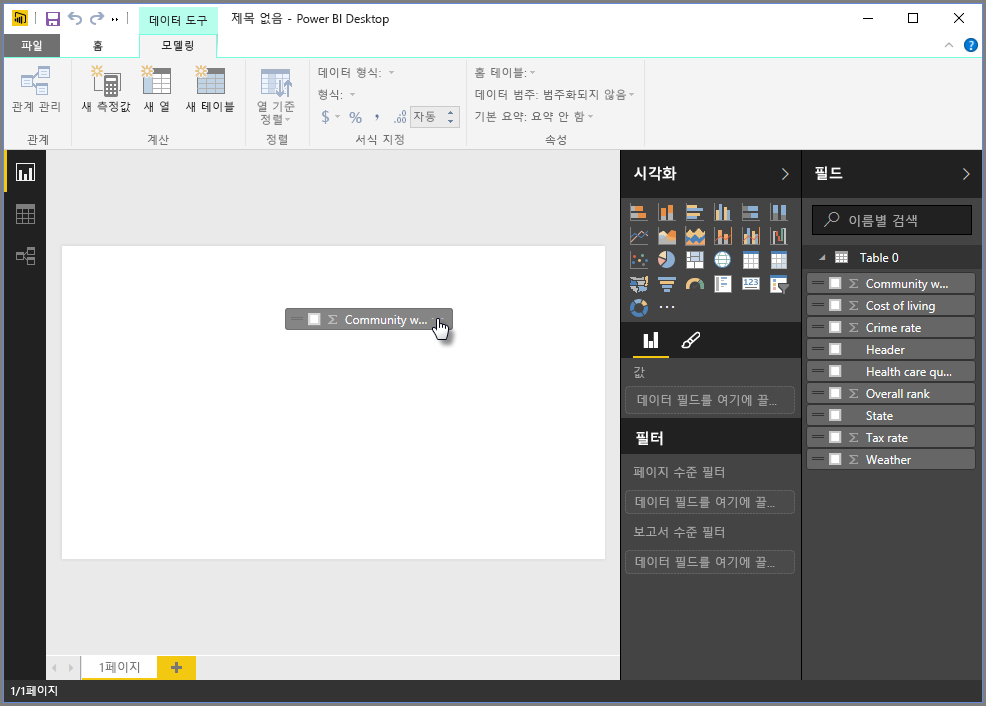 데이터 도구
제목 없음 - Power BI Desktop
파일
홈
모델링
관계 관리
관계
새 측정값
새 열
새 테이블
계산
열 기준
정렬
정렬
데이터 형식:
형식:
$ % , .00 자동
서식 지정
홈 테이블:
데이터 범주: 범주화되지 않음
기본 요약: 요약 안 함
속성
시각화
123
값
데이터 필드를 여기에 끌...
필터
페이지 수준 필터
데이터 필드를 여기에 끌...
보고서 수준 필터
데이터 필드를 여기에 끌...
필드
이름별 검색
Table 0
Σ Community w...
Σ Cost of living
Σ Crime rate
Header
Health care qu...
Σ Overall rank
State
Σ Tax rate
Σ Weather
Σ Community w...
1페이지
1/1페이지